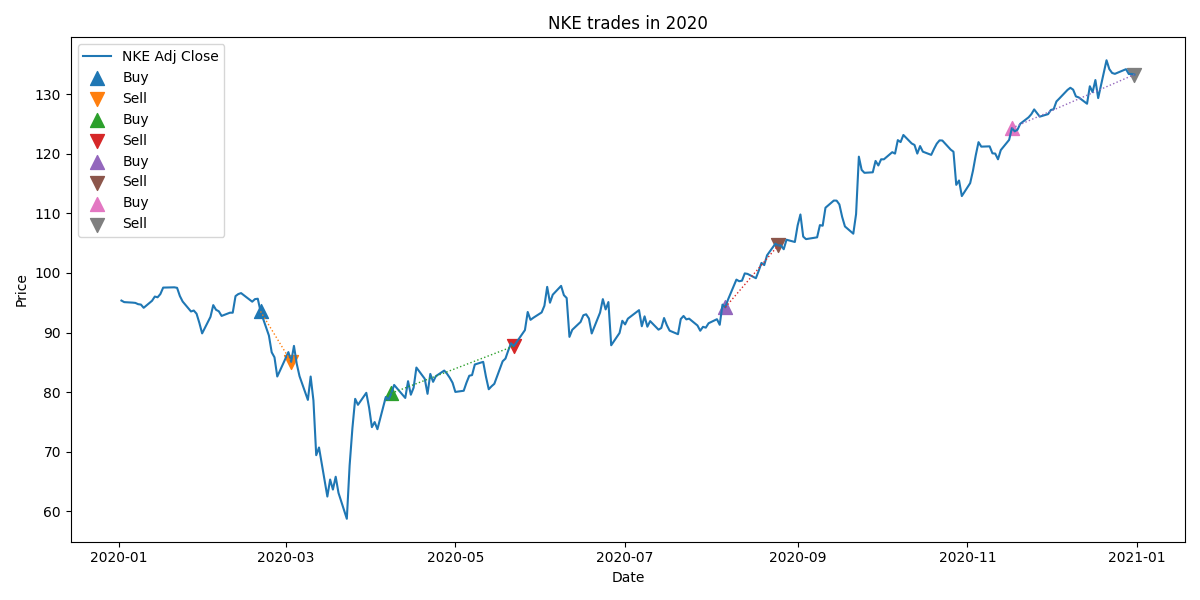 NKE trades in 2020
NKE Adj Close
Buy
Sell
Buy
Sell
Buy
Sell
Buy
Sell
Price
130
120
110
100
90
80
70
60
2020-01
2020-03
2020-05
2020-07
2020-09
2020-11
2021-01
Date